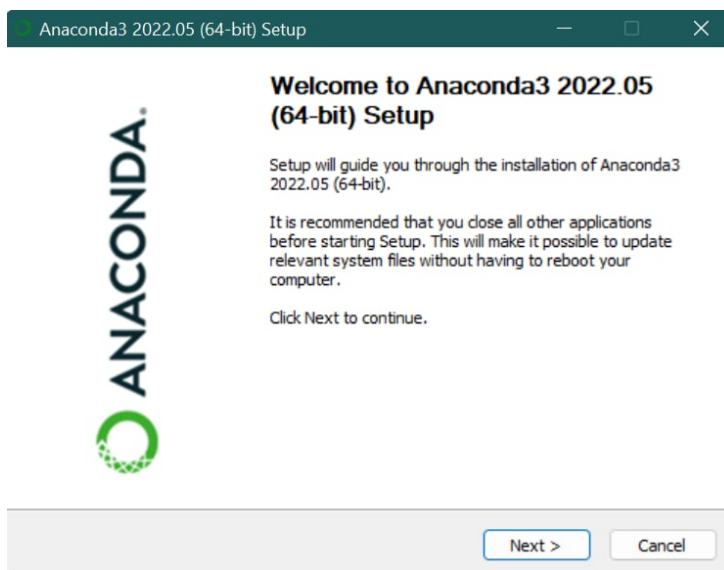 Anaconda3 2022.05 (64-bit) Setup
ANACONDA.
Welcome to Anaconda3 2022.05
(64-bit) Setup
Setup will guide you through the installation of Anaconda3
2022.05 (64-bit).
It is recommended that you close all other applications
before starting Setup. This will make it possible to update
relevant system files without having to reboot your
computer.
Click Next to continue.
Next >
Cancel